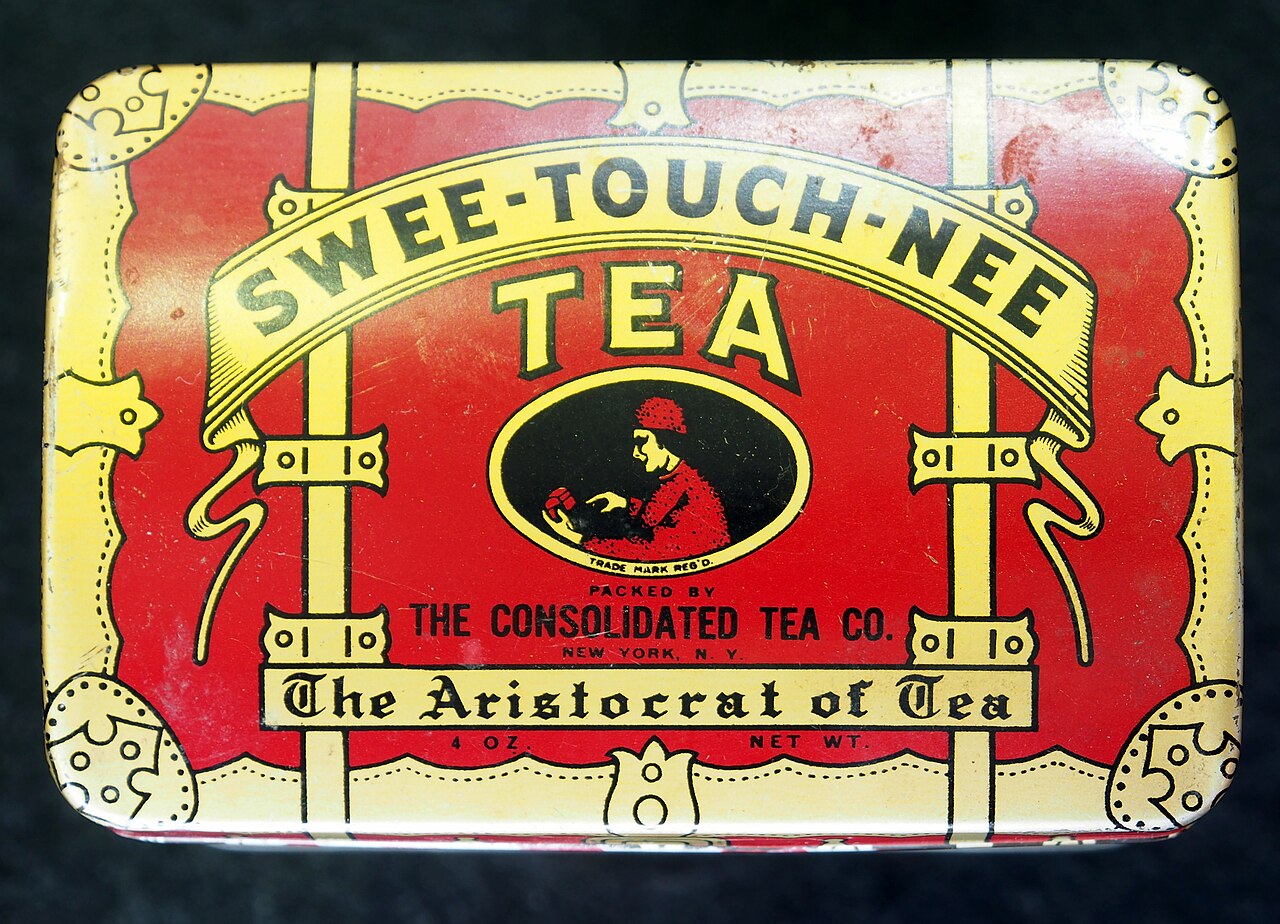 SWEE-TOUCH-NEE
TEA
TRADE MARK REG'D.
PACKED BY
THE CONSOLIDATED TEA CO.
NEW YORK, N. Y.
The Aristocrat of Tea
4 OZ. NET WT.